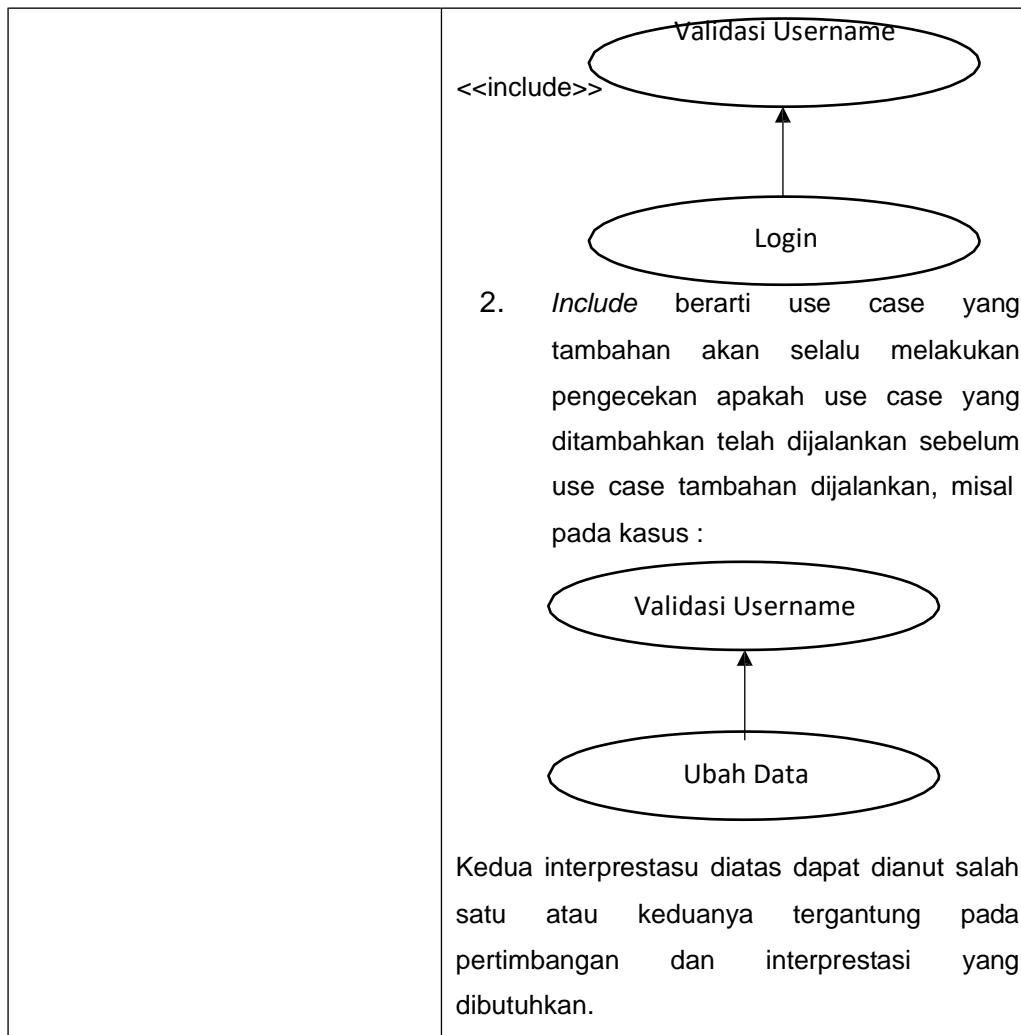 Validasi Username
<<include>>
Login
2. Include berarti use case yang
tambahan akan selalu melakukan
pengecekan apakah use case yang
ditambahkan telah dijalankan sebelum
use case tambahan dijalankan, misal
pada kasus :
Validasi Username
Ubah Data
Kedua interprestasu diatas dapat dianut salah
satu atau keduanya tergantung pada
pertimbangan dan interprestasi yang
dibutuhkan.